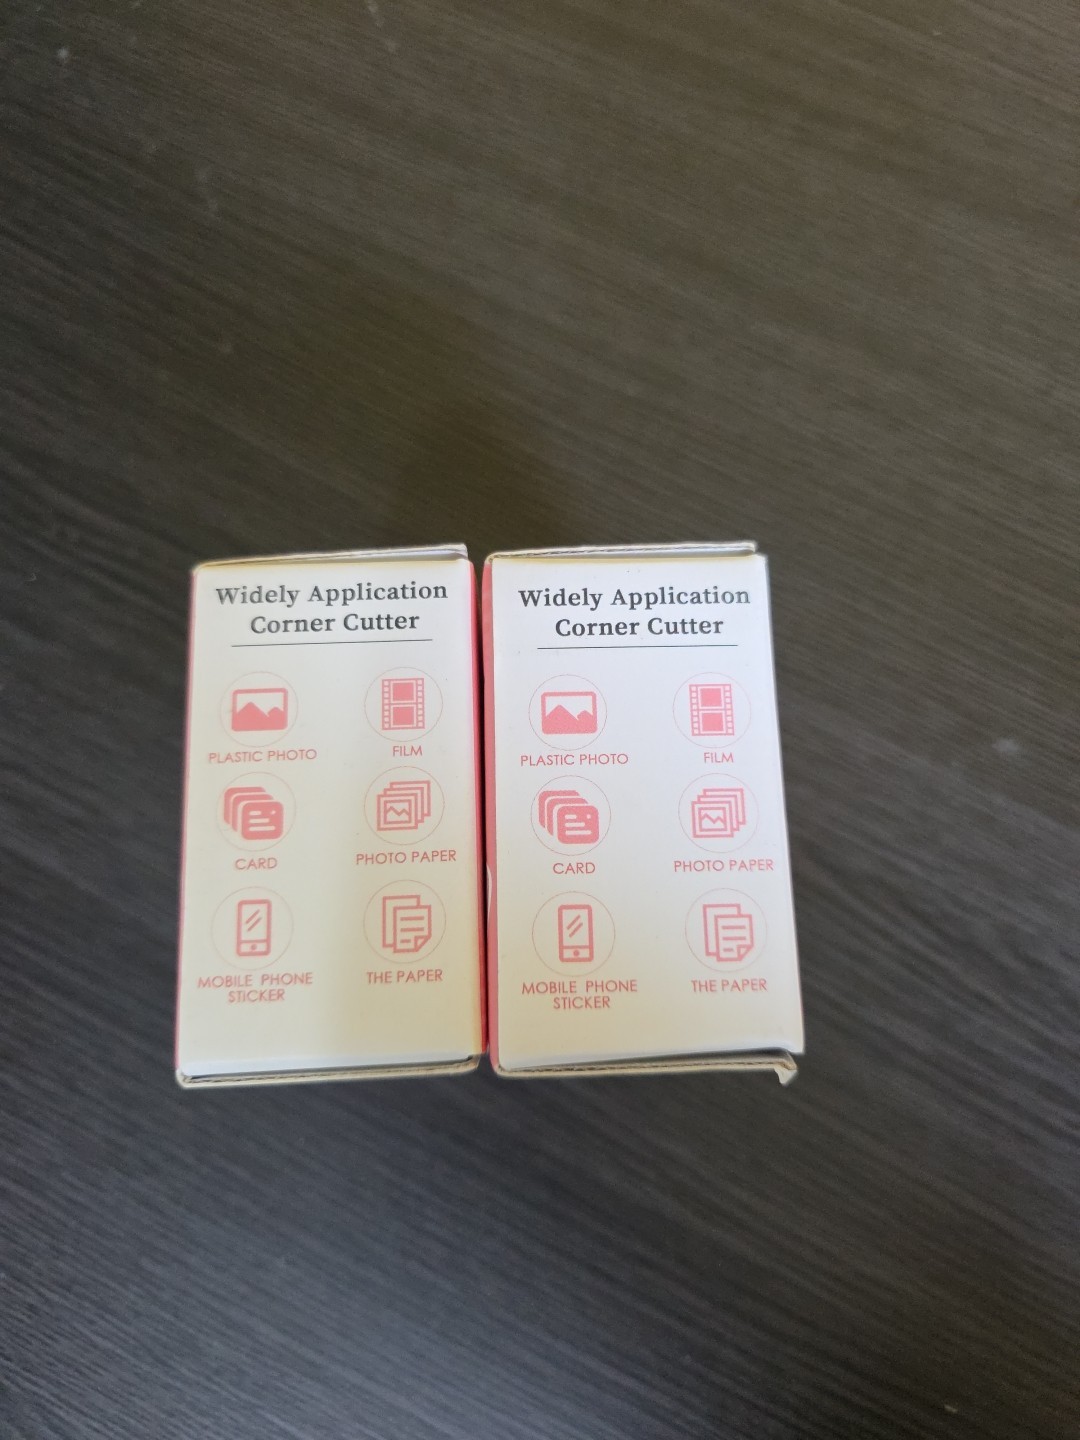 Widely Application
Corner Cutter
PLASTIC PHOTO
FILM
CARD
PHOTO PAPER
MOBILE PHONE
STICKER
THE PAPER
Widely Application
Corner Cutter
PLASTIC PHOTO
FILM
CARD
PHOTO PAPER
MOBILE PHONE
STICKER
THE PAPER